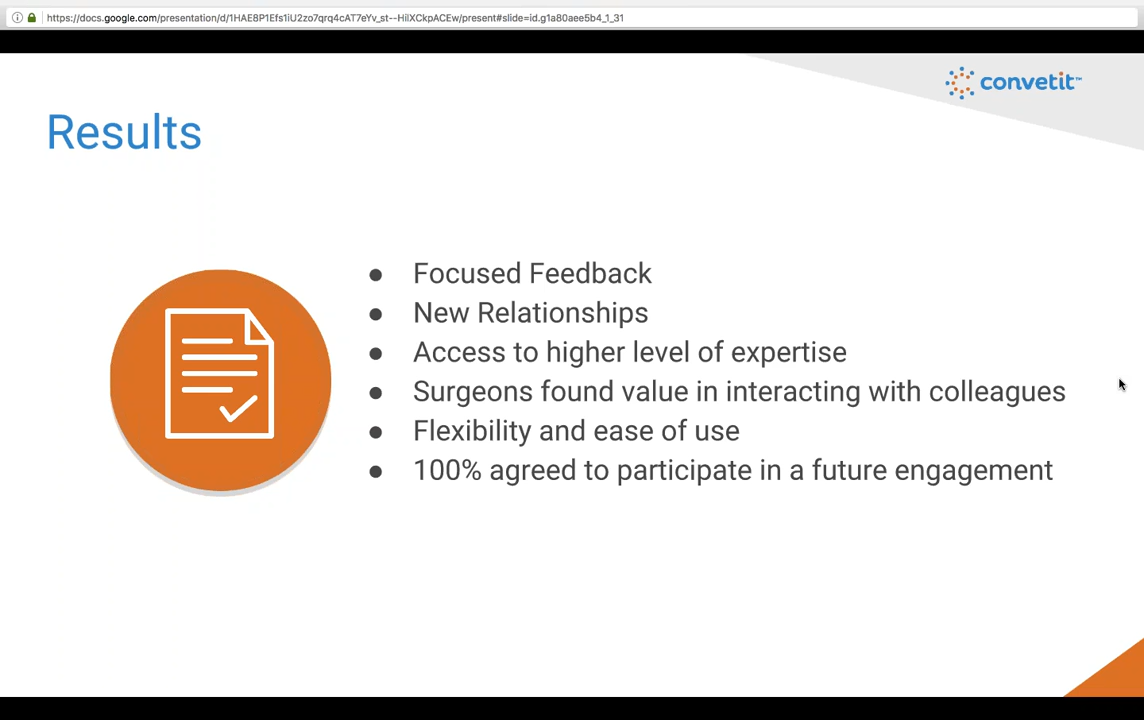 https://docs.google.com/presentation/d/1HAE8P1Efs1iU2zo7qrq4cAT7eYv_st--HilXCkpACEw/present#slide=id.g1a80aee5b4_1_31
convetit™
Results
● Focused Feedback
● New Relationships
● Access to higher level of expertise
● Surgeons found value in interacting with colleagues
● Flexibility and ease of use
● 100% agreed to participate in a future engagement